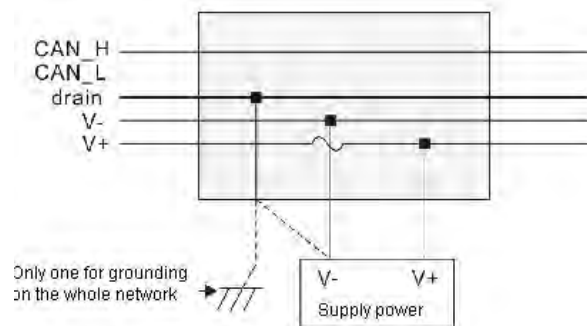 CAN_H
CAN_L
drain
V-
V+
Only one for grounding
on the whole network
V- V+
Supply power